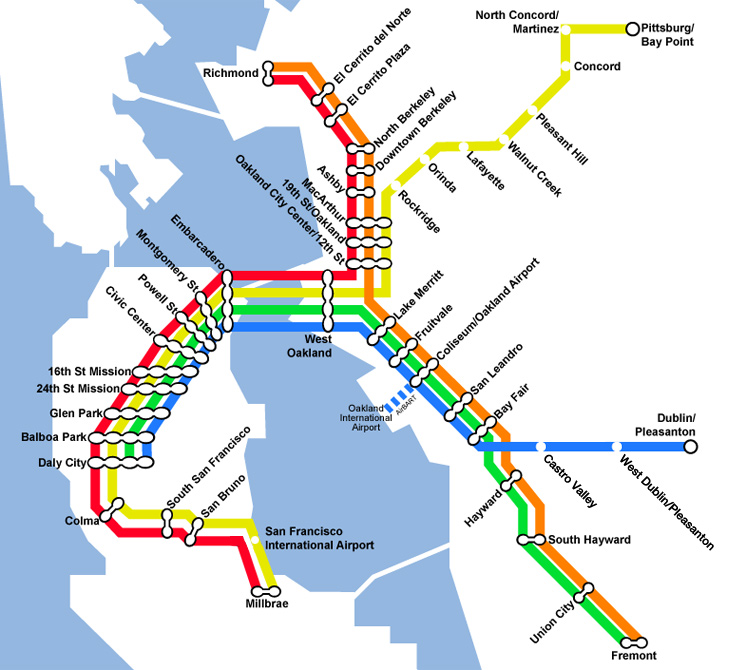 North Concord/
Martinez
Pittsburg/
Bay Point
Concord
Richmond
El Cerrito del Norte
El Cerrito Plaza
Pleasant Hill
Walnut Creek
Lafayette
Orinda
Rockridge
North Berkeley
Downtown Berkeley
Ashby
MacArthur
19th St/Oakland
Oakland City Center/12th St
Embarcadero
Montgomery St
Powell St
Civic Center
16th St Mission
24th St Mission
Glen Park
Balboa Park
Daly City
West
Oakland
Lake Merritt
Fruitvale
Coliseum/Oakland Airport
AirBART
Oakland
International
Airport
San Leandro
Bay Fair
Dublin/
Pleasanton
Castro Valley
West Dublin/Pleasanton
Hayward
South Hayward
Union City
Fremont
Colma
South San Francisco
San Bruno
San Francisco
International Airport
Millbrae